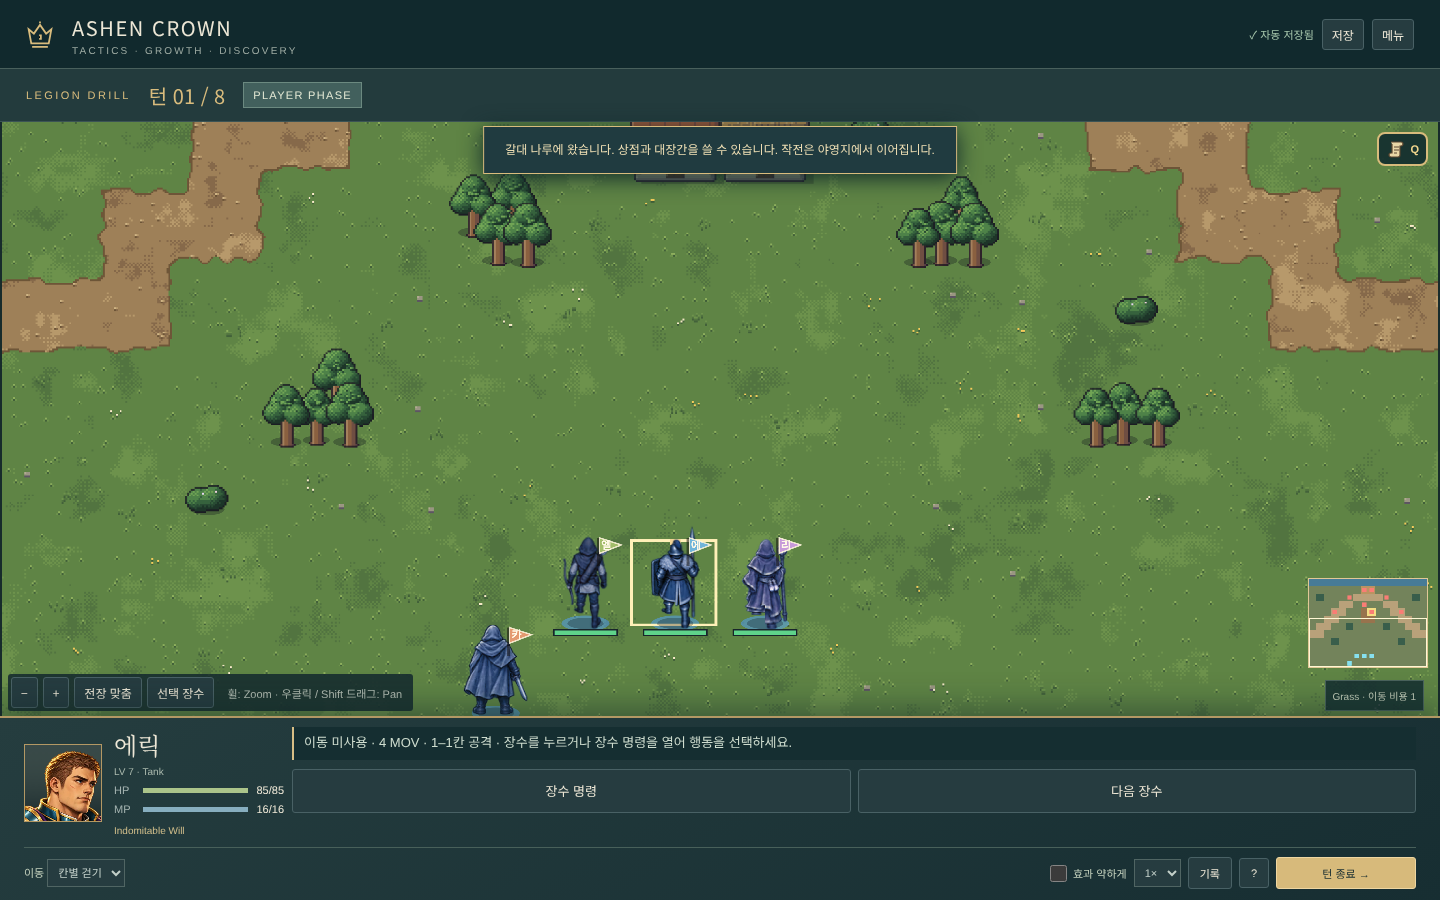 ASHEN CROWN
TACTICS · GROWTH · DISCOVERY
✓ 자동 저장됨
저장
메뉴
LEGION DRILL
턴 01 / 8
PLAYER PHASE
갈대 나루에 왔습니다. 상점과 대장간을 쓸 수 있습니다. 작전은 야영지에서 이어집니다.
Q
에
린
카
−
+
전장 맞춤
선택 장수
휠: Zoom · 우클릭 / Shift 드래그: Pan
Grass · 이동 비용 1
에릭
LV 7 · Tank
HP 85/85
MP 16/16
Indomitable Will
이동 미사용 · 4 MOV · 1–1칸 공격 · 장수를 누르거나 장수 명령을 열어 행동을 선택하세요.
장수 명령
다음 장수
이동 칸별 걷기
효과 약하게
1×
기록
?
턴 종료 →